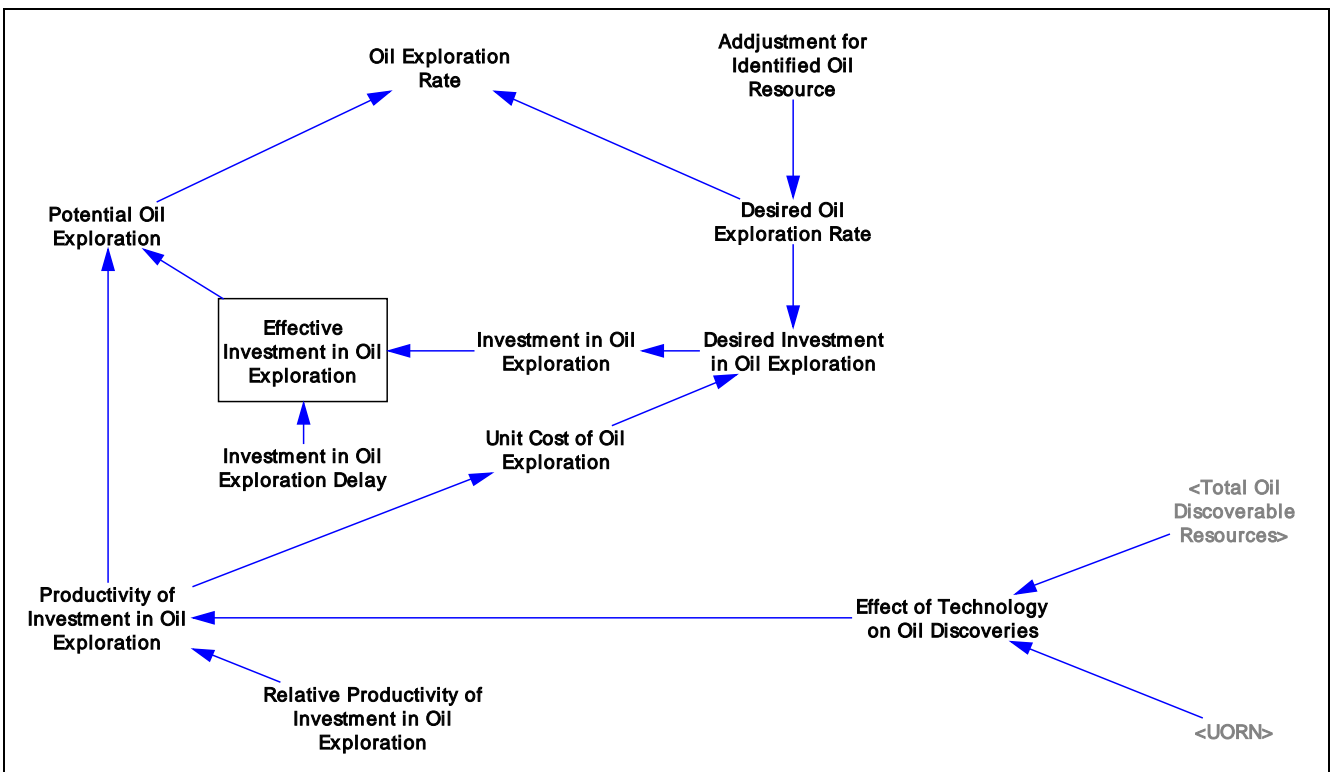 Oil Exploration
Rate
Addjustment for
Identified Oil
Resource
Potential Oil
Exploration
Desired Oil
Exploration Rate
Effective
Investment in Oil
Exploration
Investment in Oil
Exploration
Desired Investment
in Oil Exploration
Investment in Oil
Exploration Delay
Unit Cost of Oil
Exploration
<Total Oil
Discoverable
Resources>
Productivity of
Investment in Oil
Exploration
Effect of Technology
on Oil Discoveries
Relative Productivity of
Investment in Oil
Exploration
<UORN>